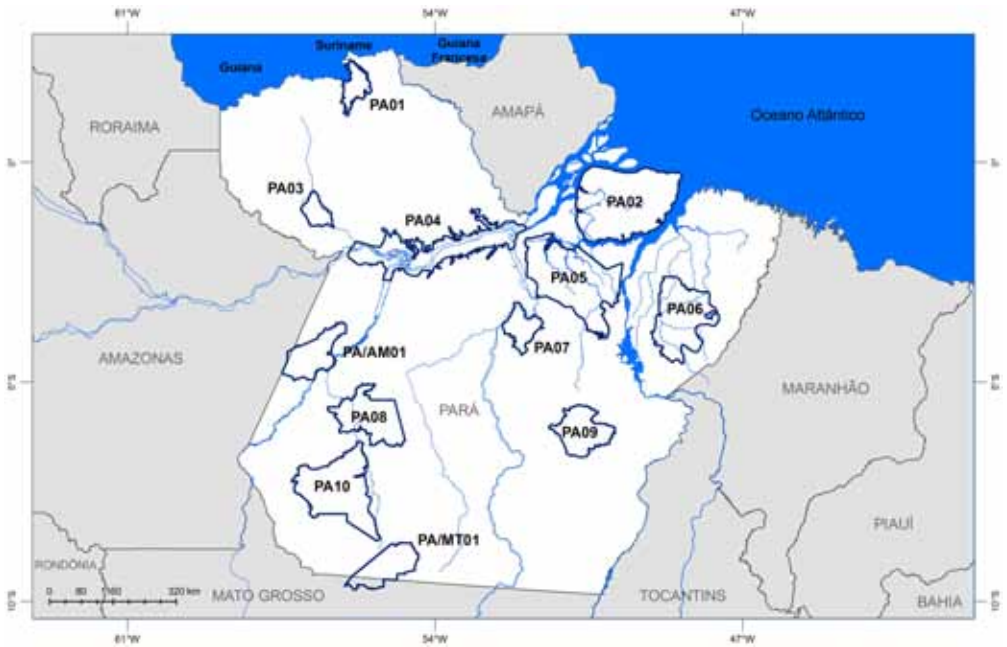 61°W 54°W 47°W
Suriname
Guiana
Francesa
Guiana
PA01
AMAPÁ
Oceano Atlântico
RORAIMA
0° 0°
PA03
PA04
PA02
PA05
PA06
PA07
PA/AM01
AMAZONAS
5°S 5°S
MARANHÃO
PA08
PARÁ
PA09
PA10
PIAUÍ
PA/MT01
RONDÔNIA
0 80 160 320 km
MATO GROSSO
TOCANTINS
BAHIA
10°S 10°S
61°W 54°W 47°W